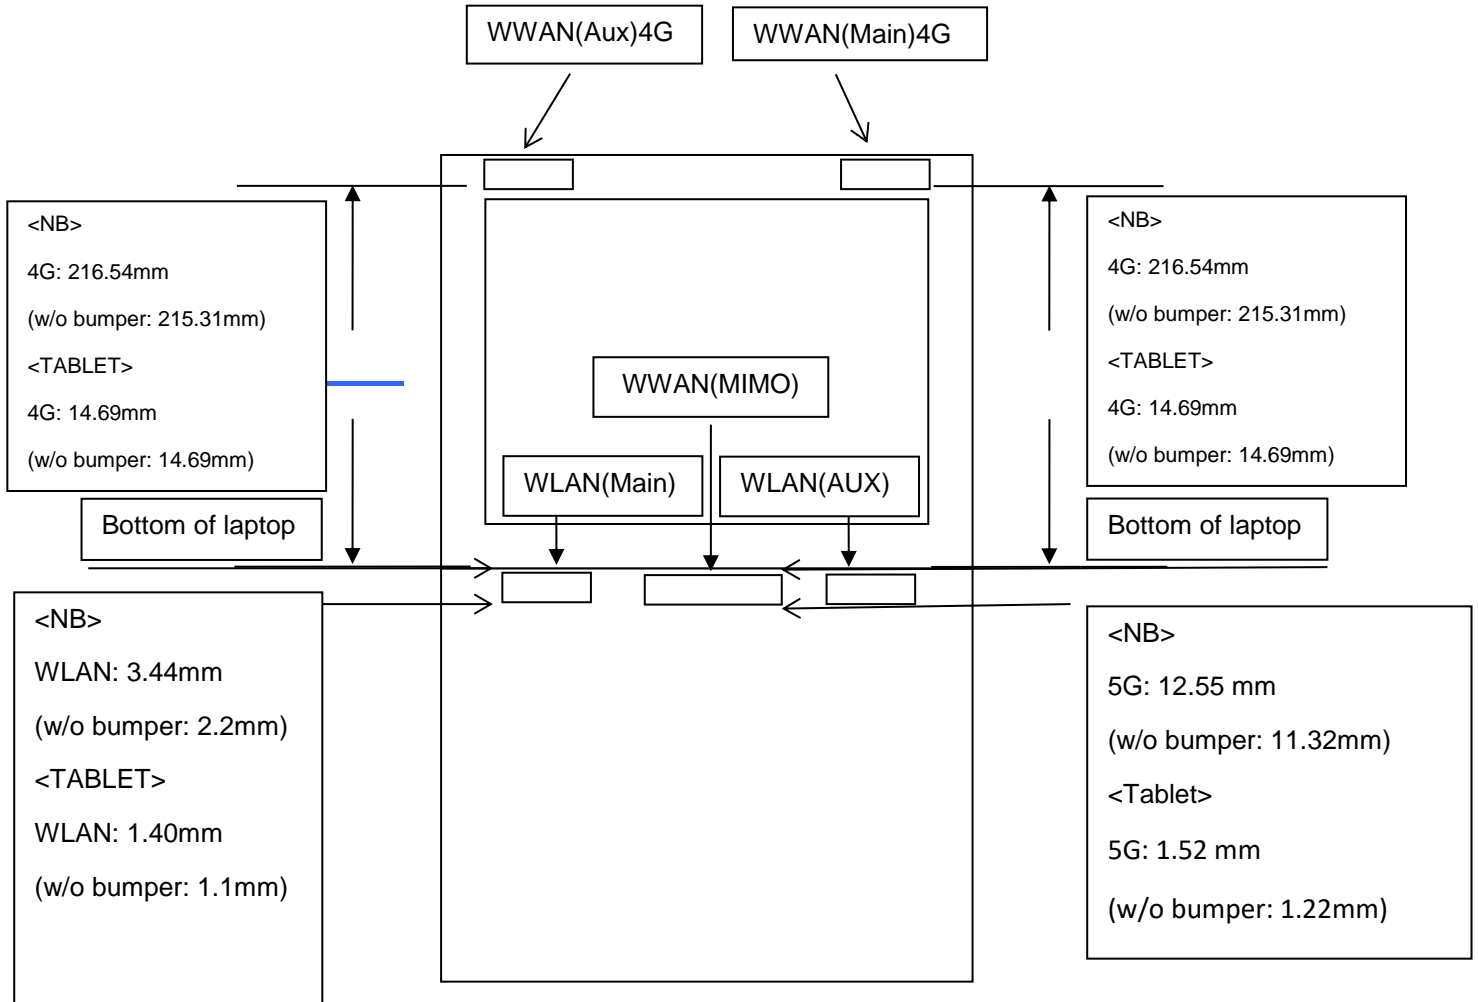 WWAN(Aux)4G
WWAN(Main)4G
<NB>
4G: 216.54mm
(w/o bumper: 215.31mm)
<TABLET>
4G: 14.69mm
(w/o bumper: 14.69mm)
<NB>
4G: 216.54mm
(w/o bumper: 215.31mm)
<TABLET>
4G: 14.69mm
(w/o bumper: 14.69mm)
WWAN(MIMO)
WLAN(Main)
WLAN(AUX)
Bottom of laptop
Bottom of laptop
<NB>
WLAN: 3.44mm
(w/o bumper: 2.2mm)
<TABLET>
WLAN: 1.40mm
(w/o bumper: 1.1mm)
<NB>
5G: 12.55 mm
(w/o bumper: 11.32mm)
<Tablet>
5G: 1.52 mm
(w/o bumper: 1.22mm)